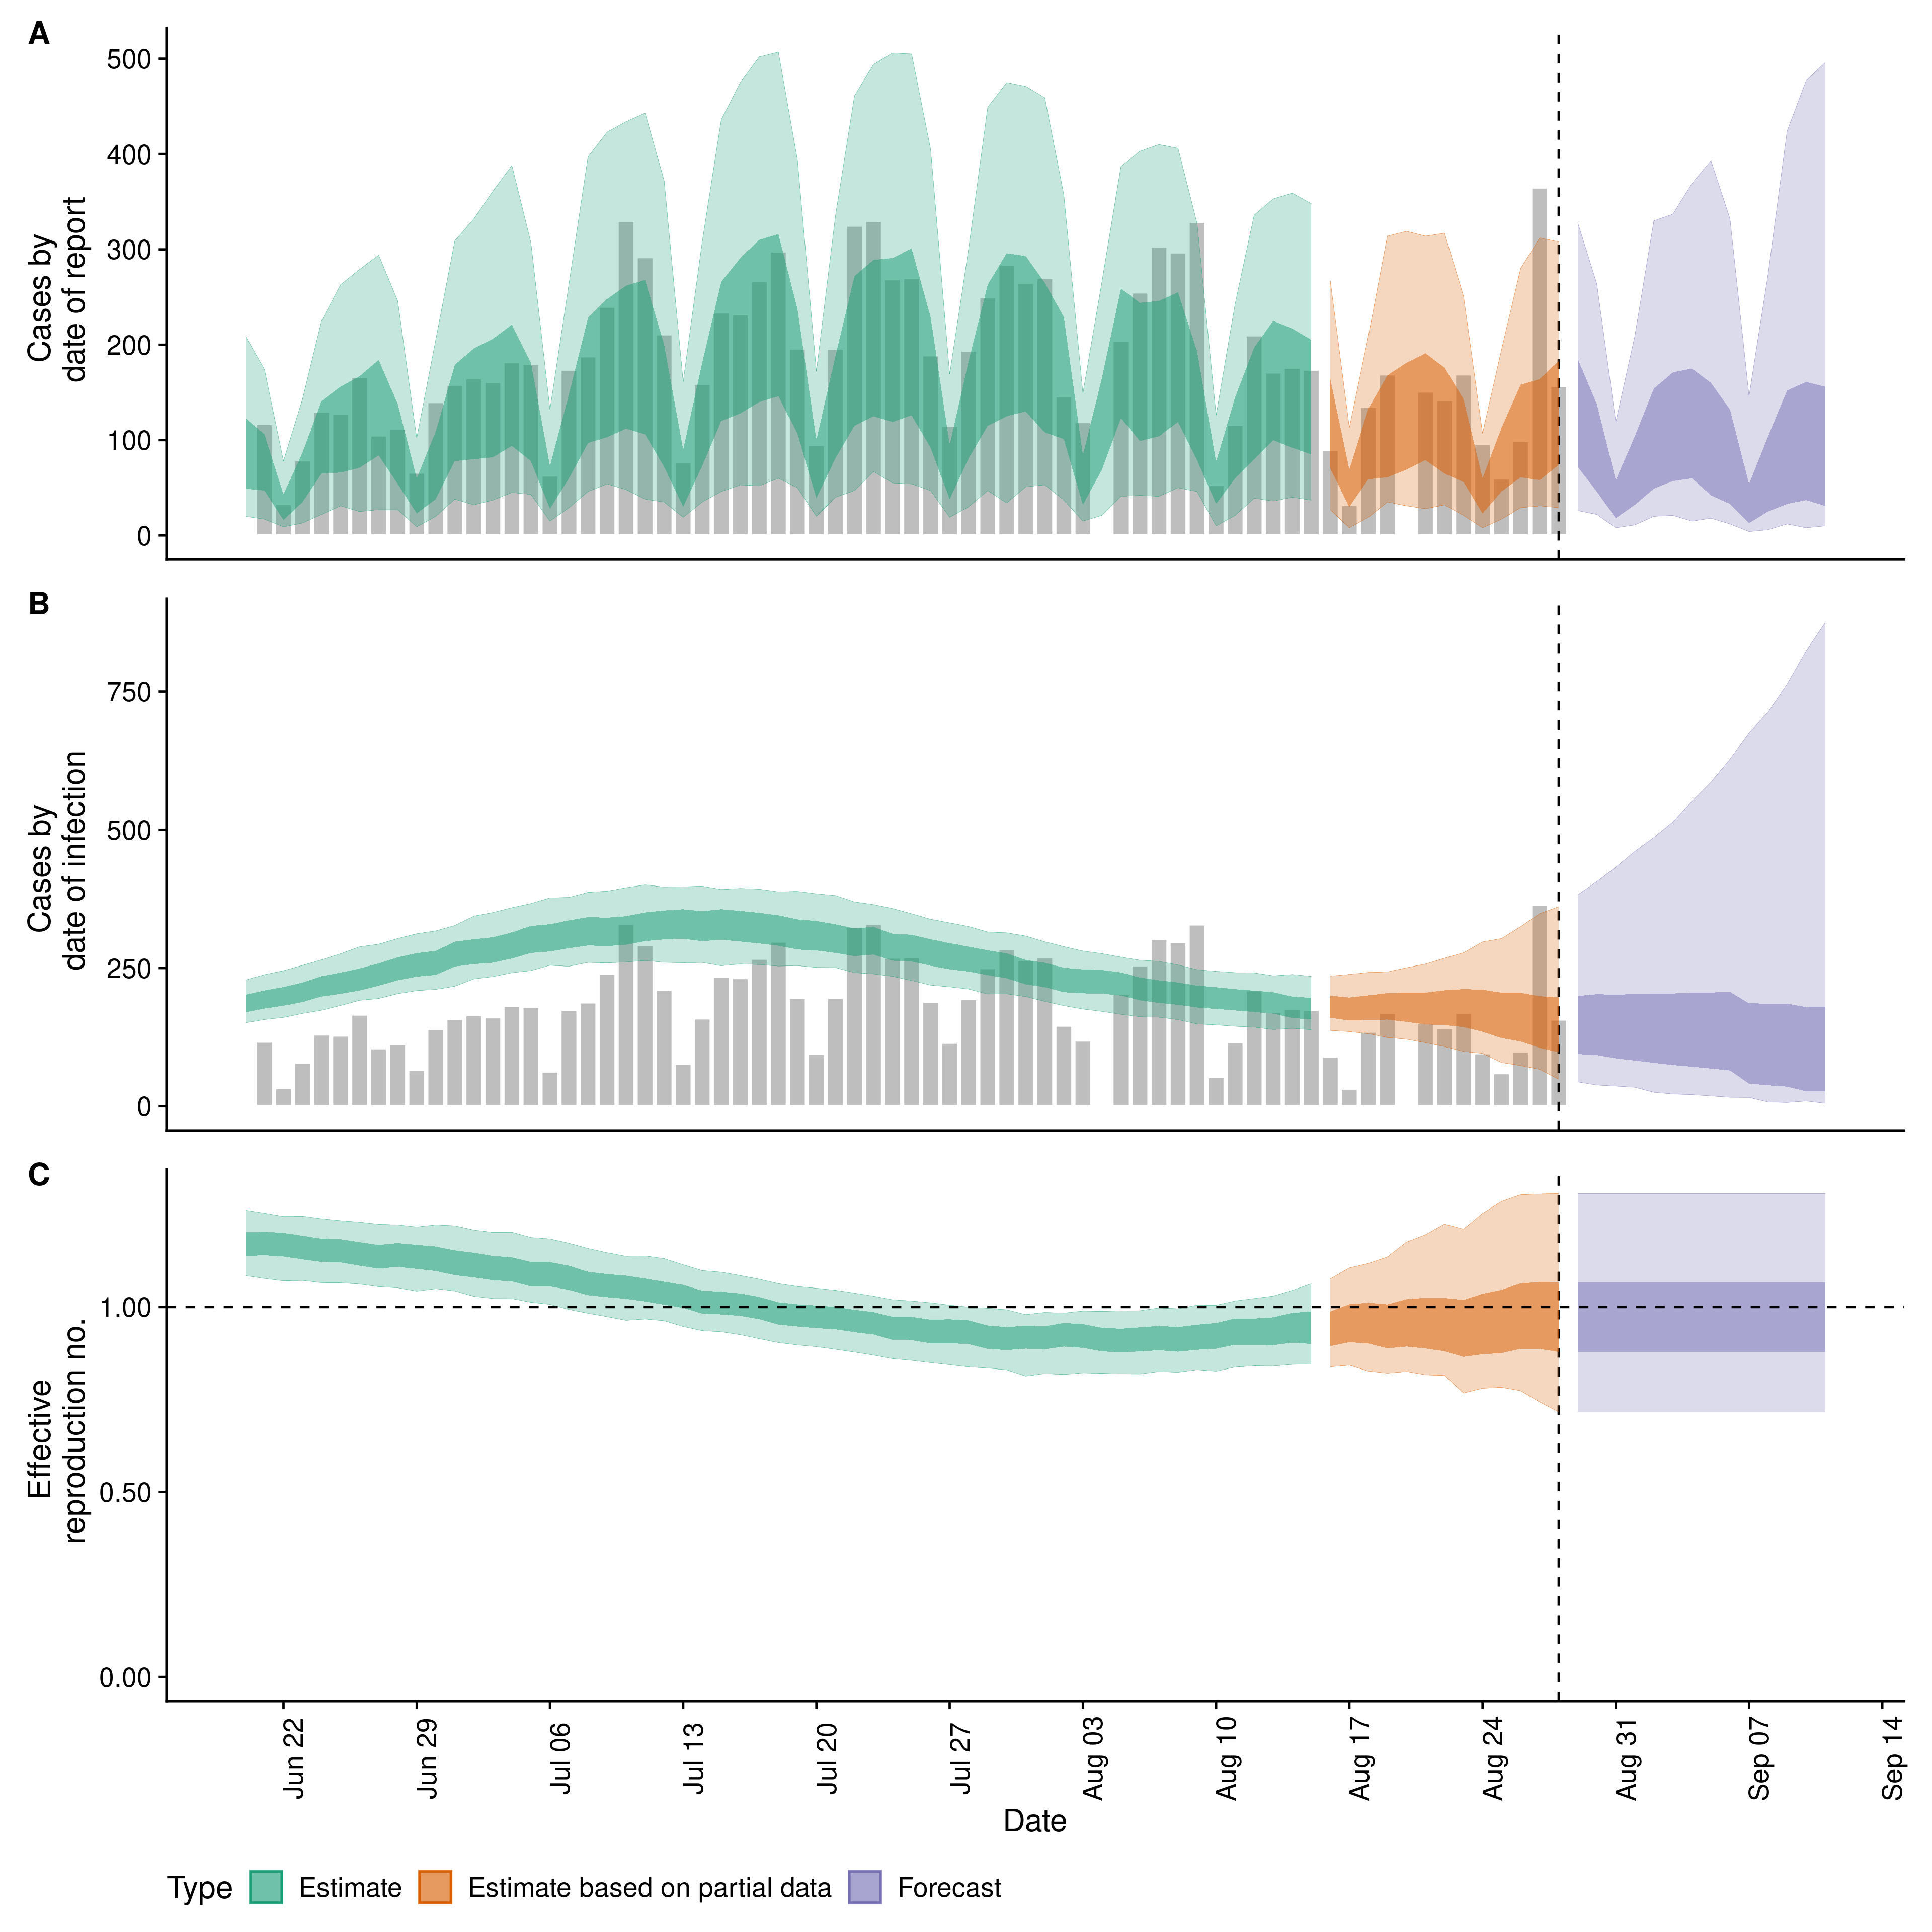 A
500
400
300
200
100
0
Cases by
date of report
B
750
500
250
0
Cases by
date of infection
C
1.00
0.50
0.00
Effective
reproduction no.
Jun 22
Jun 29
Jul 06
Jul 13
Jul 20
Jul 27
Aug 03
Aug 10
Aug 17
Aug 24
Aug 31
Sep 07
Sep 14
Date
Type Estimate Estimate based on partial data Forecast